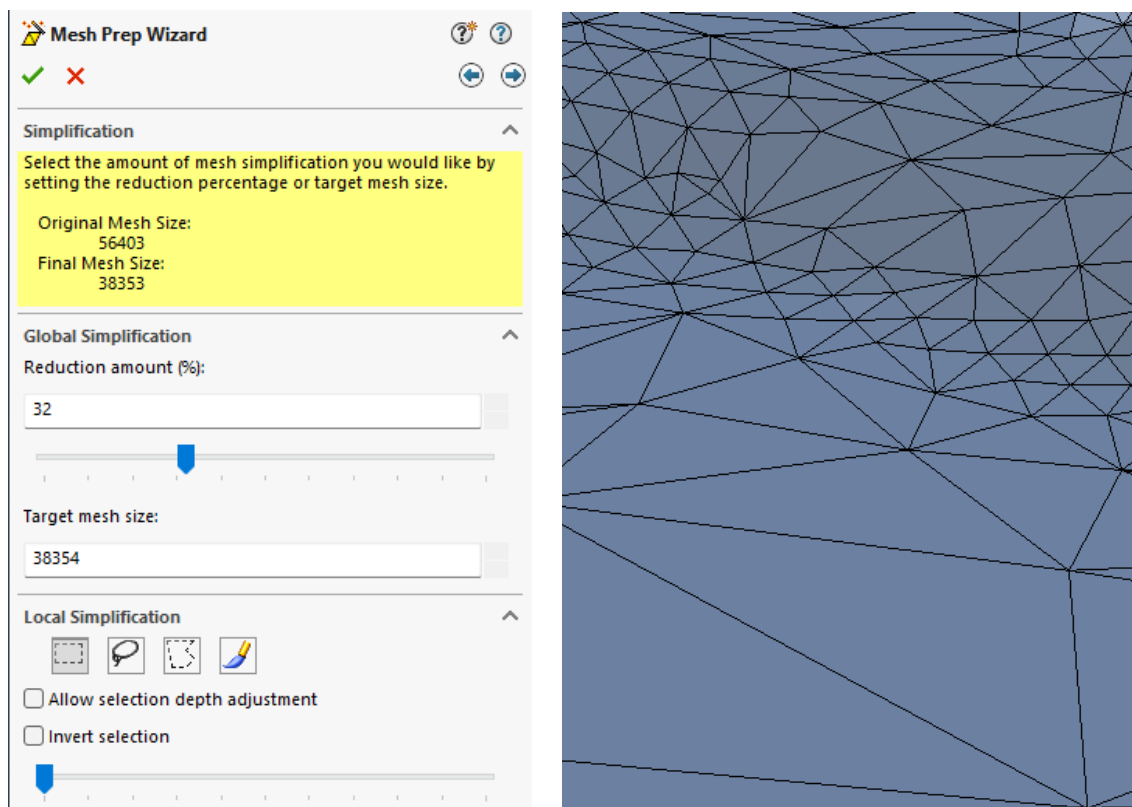 Mesh Prep Wizard
Simplification
Select the amount of mesh simplification you would like by
setting the reduction percentage or target mesh size.
Original Mesh Size:
56403
Final Mesh Size:
38353
Global Simplification
Reduction amount (%):
32
Target mesh size:
38354
Local Simplification
Allow selection depth adjustment
Invert selection